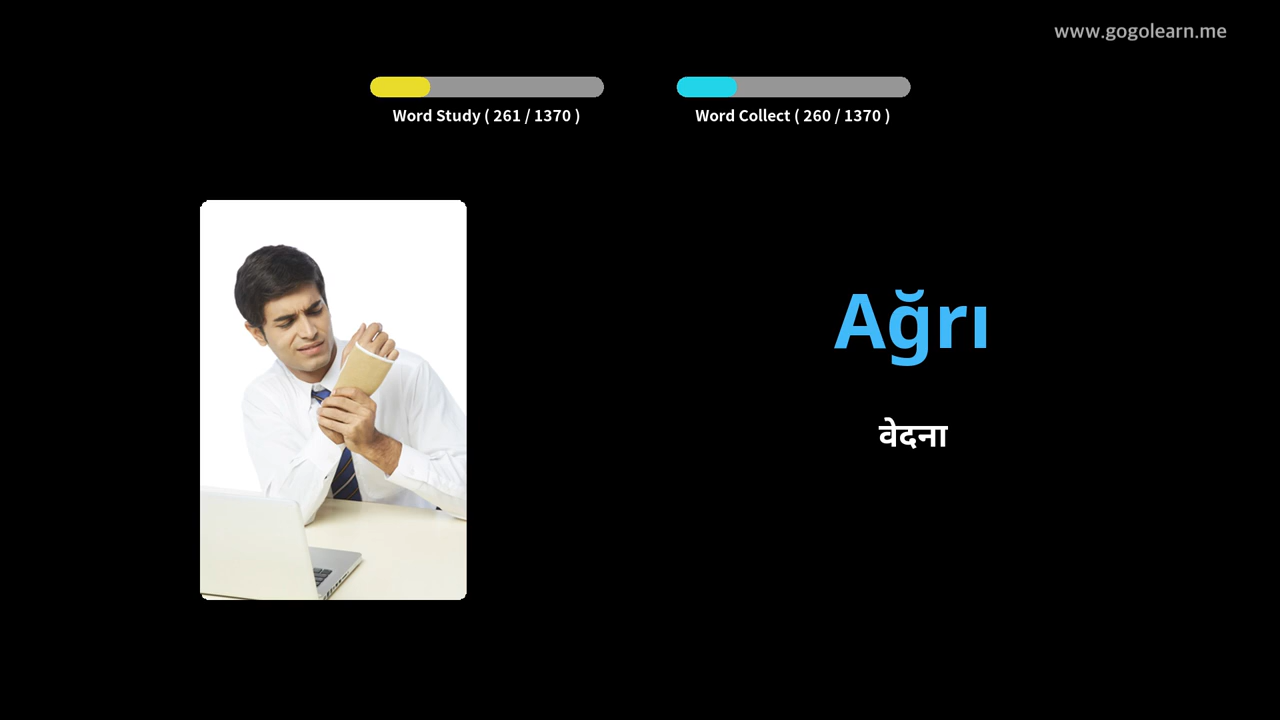 www.gogolearn.me
Word Study ( 261 / 1370 )
Word Collect ( 260 / 1370 )
Ağrı
वेदना